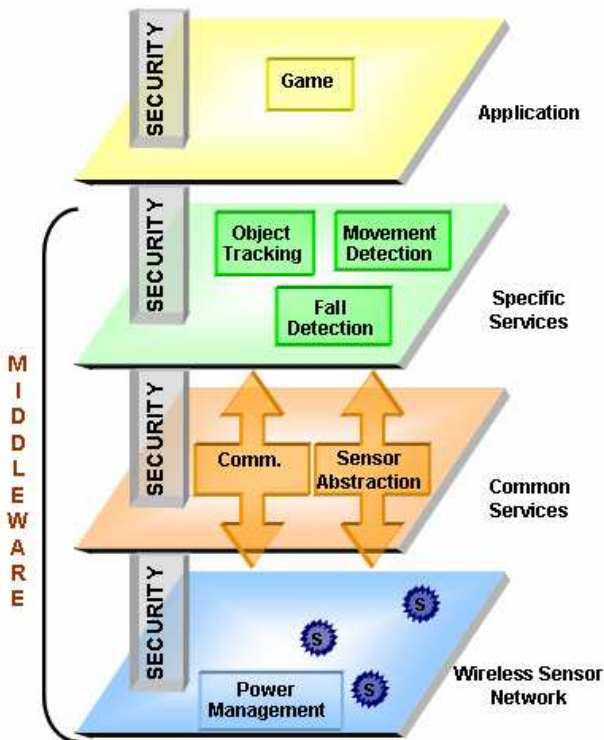 SECURITY
Game
Application
SECURITY
Object
Tracking
Movement
Detection
Fall
Detection
Specific
Services
MIDDLEWARE
SECURITY
Comm.
Sensor
Abstraction
Common
Services
SECURITY
S
S
S
Power
Management
Wireless Sensor
Network